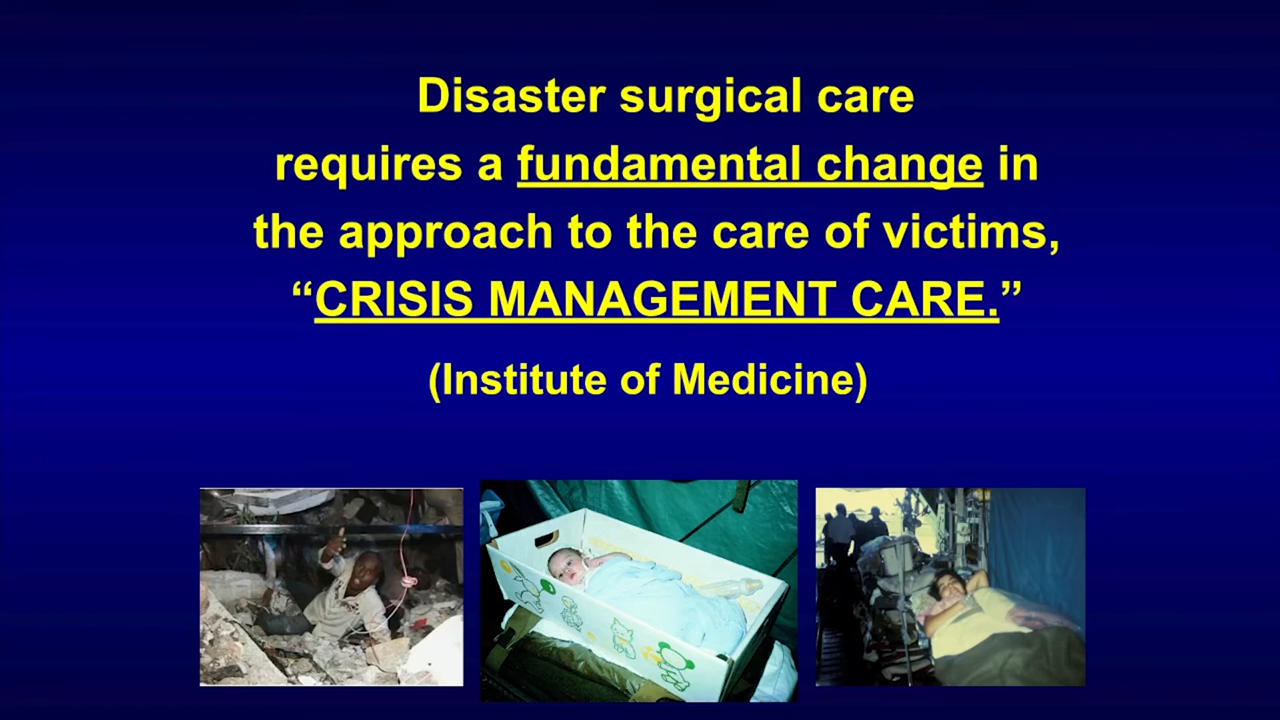 Disaster surgical care
requires a fundamental change in
the approach to the care of victims,
“CRISIS MANAGEMENT CARE.”
(Institute of Medicine)